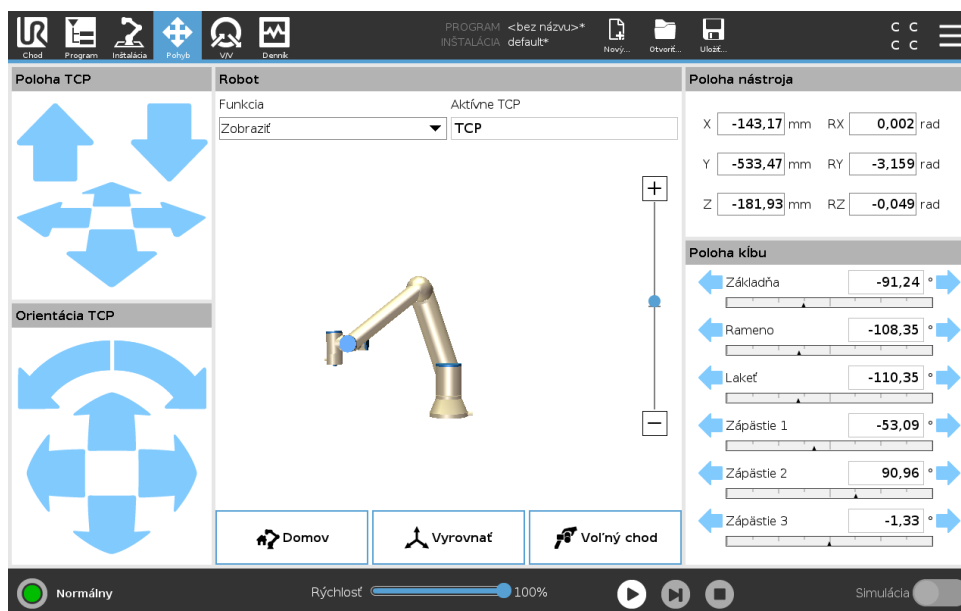 PROGRAM <bez názvu>*
INŠTALÁCIA default*
Chod Program Inštalácia Pohyb V/V Denník Nový... Otvoriť... Uložiť...
C C
C C
Poloha TCP
Robot
Funkcia Aktívne TCP
Zobraziť TCP
Domov Vyrovnať Voľný chod
Orientácia TCP
Poloha nástroja
X -143,17 mm RX 0,002 rad
Y -533,47 mm RY -3,159 rad
Z -181,93 mm RZ -0,049 rad
Poloha kĺbu
Základňa -91,24 °
Rameno -108,35 °
Lakeť -110,35 °
Zápästie 1 -53,09 °
Zápästie 2 90,96 °
Zápästie 3 -1,33 °
Normálny Rýchlosť 100% Simulácia